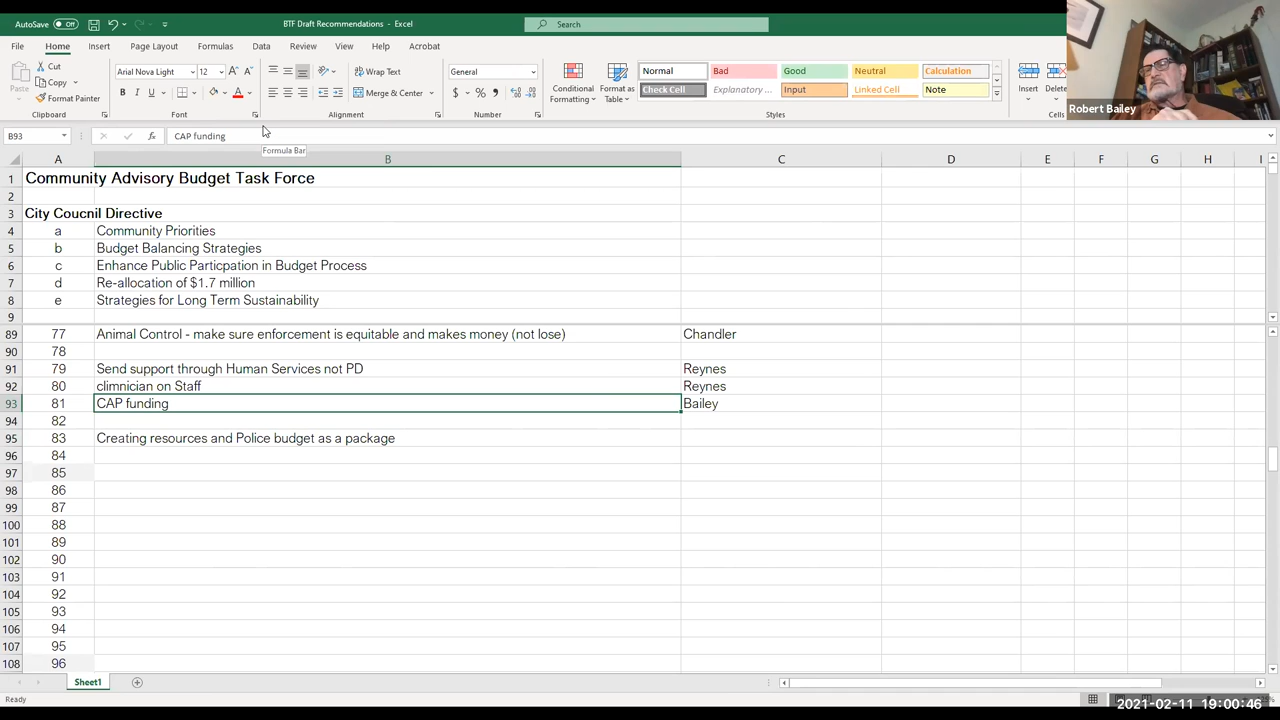 AutoSave Off BTF Draft Recommendations - Excel Search
File Home Insert Page Layout Formulas Data Review View Help Acrobat
Paste Cut Copy Format Painter
Clipboard
Arial Nova Light 12
B I U
Font
Wrap Text
Merge & Center
Alignment
General
$ % ,
Number
Conditional Formatting
Format as Table
Normal Bad Good Neutral Calculation
Check Cell Explanatory ... Input Linked Cell Note
Styles
Insert Delete
Cells
Robert Bailey
B93 fx CAP funding
Formula Bar
A B C D E F G H I
1 Community Advisory Budget Task Force
2
3 City Coucnil Directive
4 a Community Priorities
5 b Budget Balancing Strategies
6 c Enhance Public Particpation in Budget Process
7 d Re-allocation of $1.7 million
8 e Strategies for Long Term Sustainability
9
89 77 Animal Control - make sure enforcement is equitable and makes money (not lose) Chandler
90 78
91 79 Send support through Human Services not PD Reynes
92 80 climnician on Staff Reynes
93 81 CAP funding Bailey
94 82
95 83 Creating resources and Police budget as a package
96 84
97 85
98 86
99 87
100 88
101 89
102 90
103 91
104 92
105 93
106 94
107 95
108 96
Sheet1
Ready
2021-02-11 19:00:46